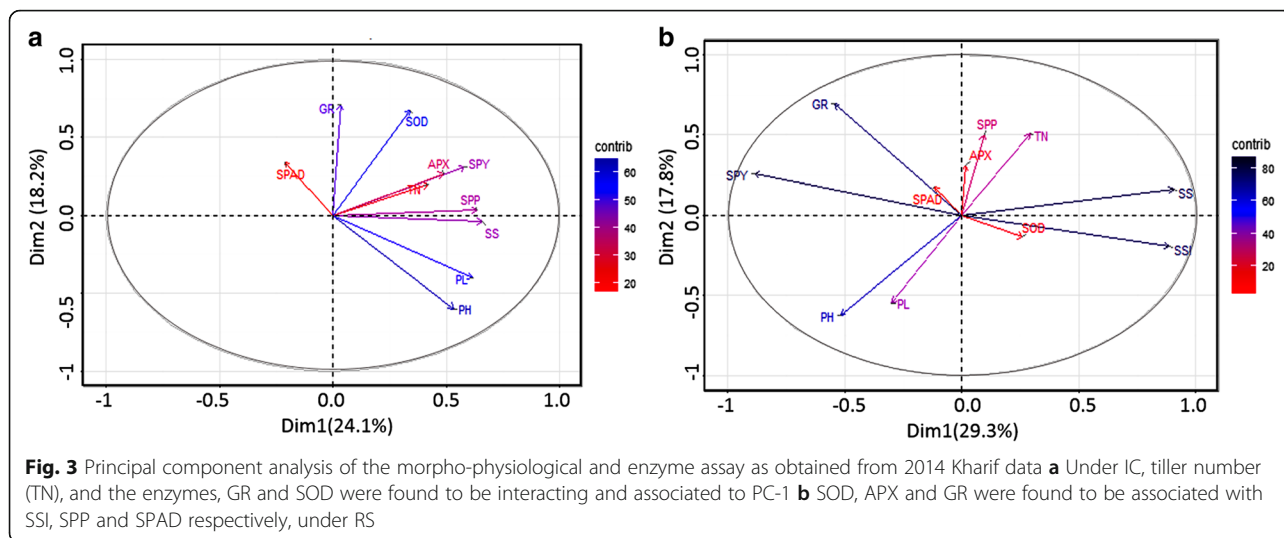 a
GR
SOD
SPAD
APX
SPY
TN
SPP
SS
PL
PH
1.0
0.5
0.0
-0.5
-1
Dim2 (18.2%)
-1
-0.5
0.0
0.5
1.0
Dim1(24.1%)
contrib
60
50
40
30
20
b
GR
SPP
TN
APX
SPY
SPAD
SS
SOD
SSI
PH
PL
1.0
0.5
0.0
-0.5
-1
Dim2 (17.8%)
-1
-0.5
0.0
0.5
1.0
Dim1(29.3%)
contrib
80
60
40
20
Fig. 3 Principal component analysis of the morpho-physiological and enzyme assay as obtained from 2014 Kharif data a Under IC, tiller number
(TN), and the enzymes, GR and SOD were found to be interacting and associated to PC-1 b SOD, APX and GR were found to be associated with
SSI, SPP and SPAD respectively, under RS